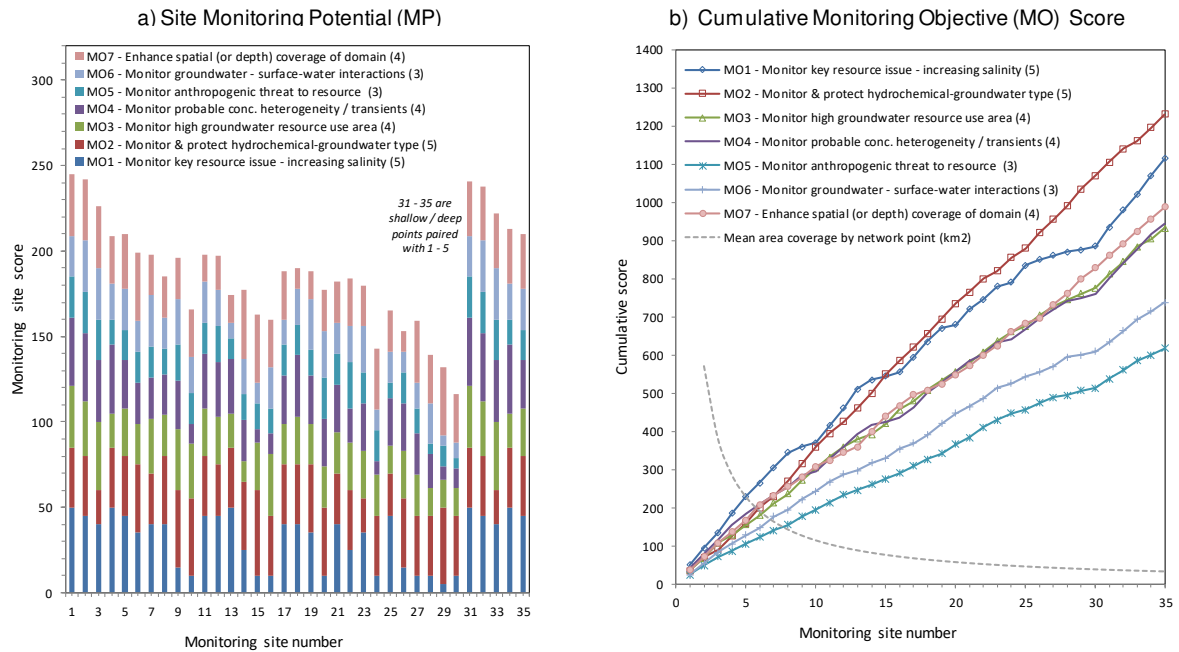 a) Site Monitoring Potential (MP)
MO7 - Enhance spatial (or depth) coverage of domain (4)
MO6 - Monitor groundwater - surface-water interactions (3)
MO5 - Monitor anthropogenic threat to resource (3)
MO4 - Monitor probable conc. heterogeneity / transients (4)
MO3 - Monitor high groundwater resource use area (4)
MO2 - Monitor & protect hydrochemical-groundwater type (5)
MO1 - Monitor key resource issue - increasing salinity (5)
31 - 35 are
shallow / deep
points paired
with 1 - 5
Monitoring site score
300
250
200
150
100
50
0
1 3 5 7 9 11 13 15 17 19 21 23 25 27 29 31 33 35
Monitoring site number
b) Cumulative Monitoring Objective (MO) Score
MO1 - Monitor key resource issue - increasing salinity (5)
MO2 - Monitor & protect hydrochemical-groundwater type (5)
MO3 - Monitor high groundwater resource use area (4)
MO4 - Monitor probable conc. heterogeneity / transients (4)
MO5 - Monitor anthropogenic threat to resource (3)
MO6 - Monitor groundwater - surface-water interactions (3)
MO7 - Enhance spatial (or depth) coverage of domain (4)
Mean area coverage by network point (km2)
Cumulative score
1400
1300
1200
1100
1000
900
800
700
600
500
400
300
200
100
0
0 5 10 15 20 25 30 35
Monitoring site number